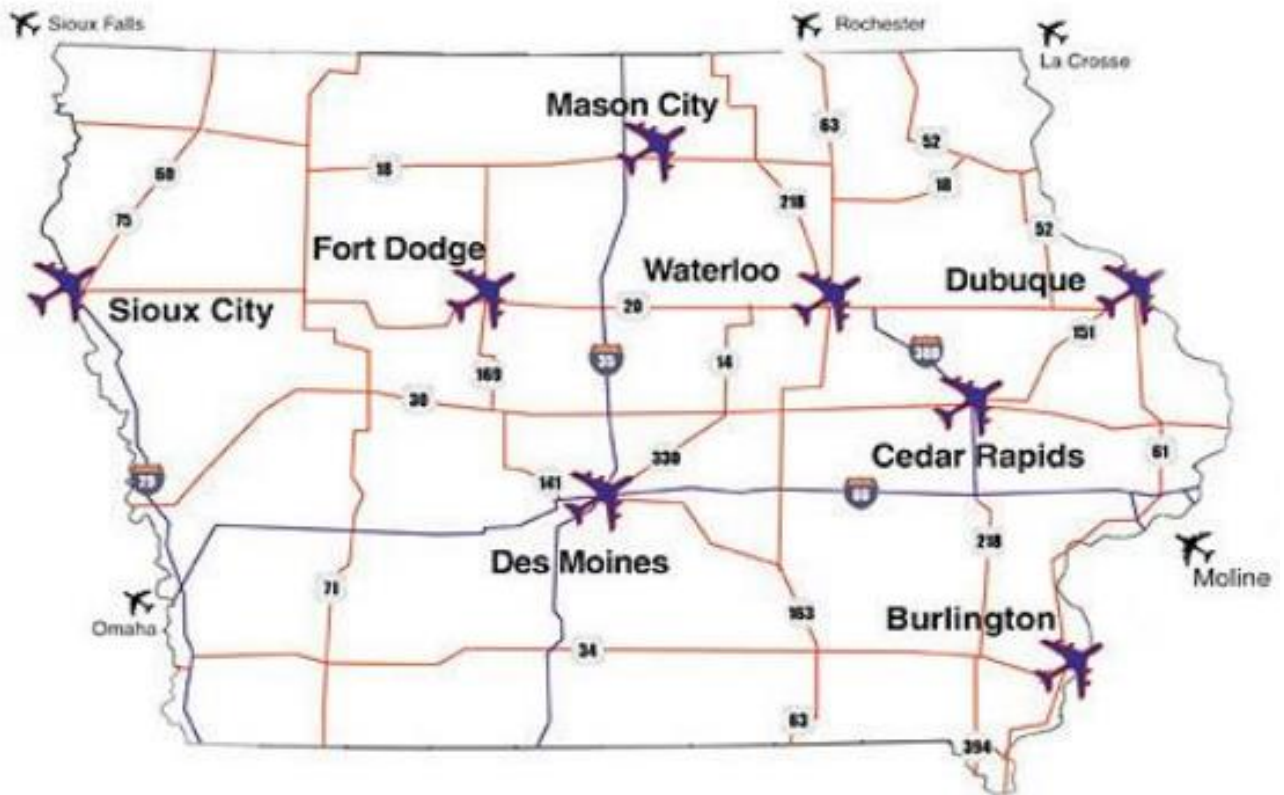 Sioux Falls
Rochester
La Crosse
Mason City
63
52
18
60
18
218
75
52
Fort Dodge
Waterloo
Dubuque
Sioux City
20
151
35
380
14
169
30
Cedar Rapids
330
61
29
141
80
Des Moines
218
Moline
71
Omaha
163
Burlington
34
63
394